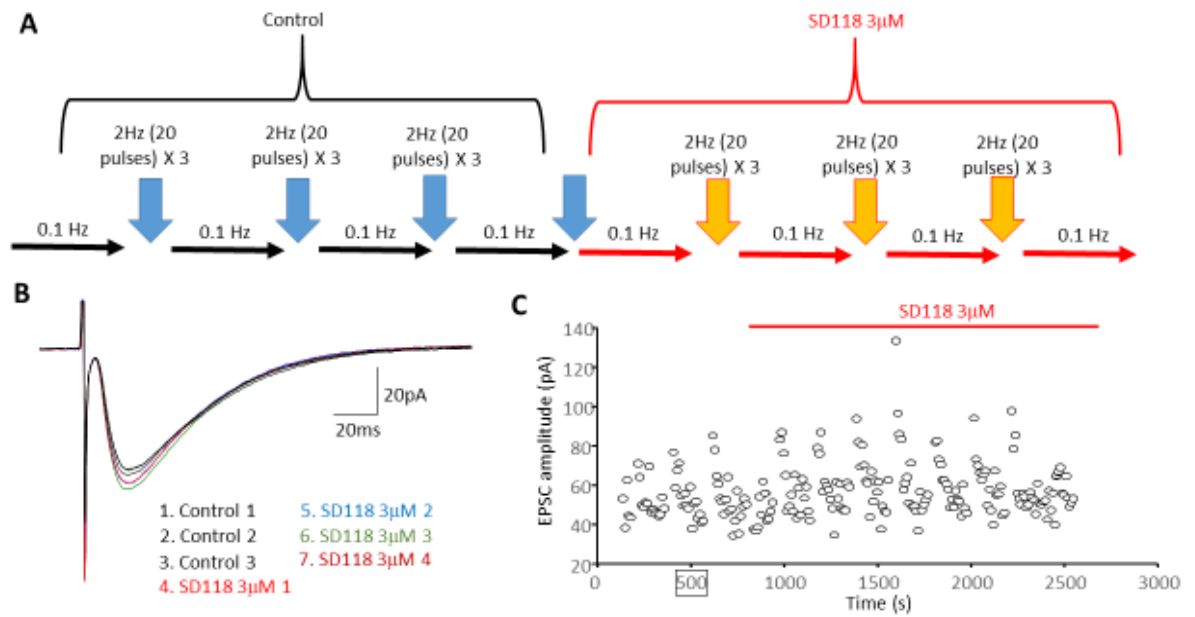 A
Control
SD118 3µM
2Hz (20
pulses) X 3
2Hz (20
pulses) X 3
2Hz (20
pulses) X 3
2Hz (20
pulses) X 3
2Hz (20
pulses) X 3
2Hz (20
pulses) X 3
0.1 Hz
0.1 Hz
0.1 Hz
0.1 Hz
0.1 Hz
0.1 Hz
0.1 Hz
0.1 Hz
B
20pA
20ms
1. Control 1
2. Control 2
3. Control 3
4. SD118 3µM 1
5. SD118 3µM 2
6. SD118 3µM 3
7. SD118 3µM 4
C
SD118 3µM
EPSC amplitude (pA)
140
120
100
80
60
40
20
0
500
1000
1500
2000
2500
3000
Time (s)